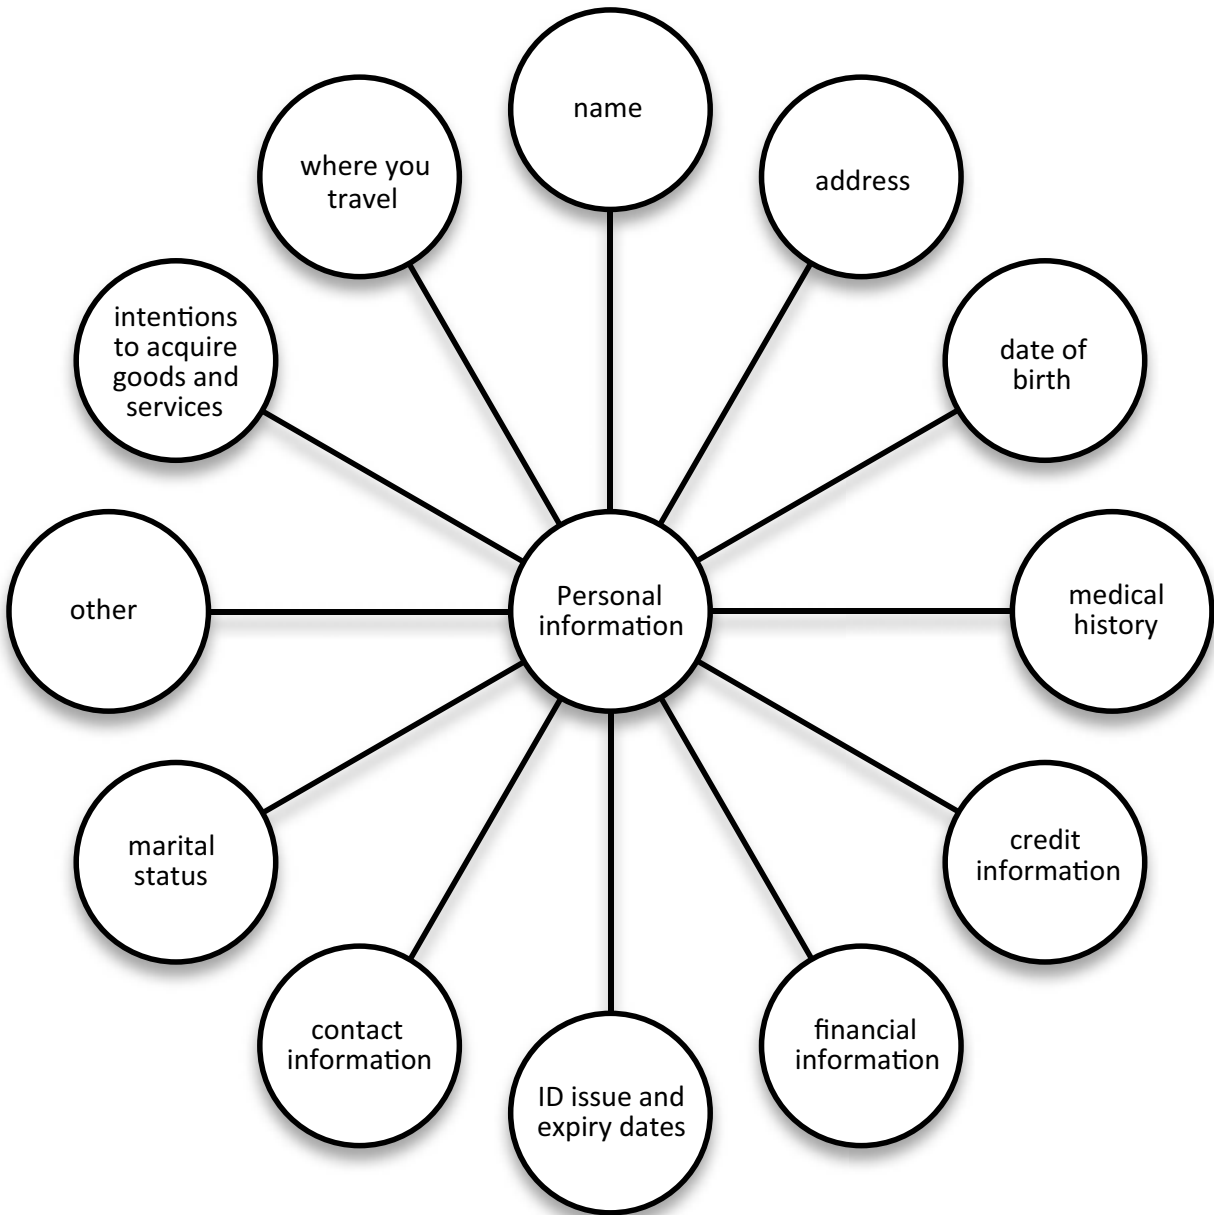 name
address
date of
birth
medical
history
credit
information
financial
information
ID issue and
expiry dates
contact
information
marital
status
other
intentions
to acquire
goods and
services
where you
travel
Personal
information